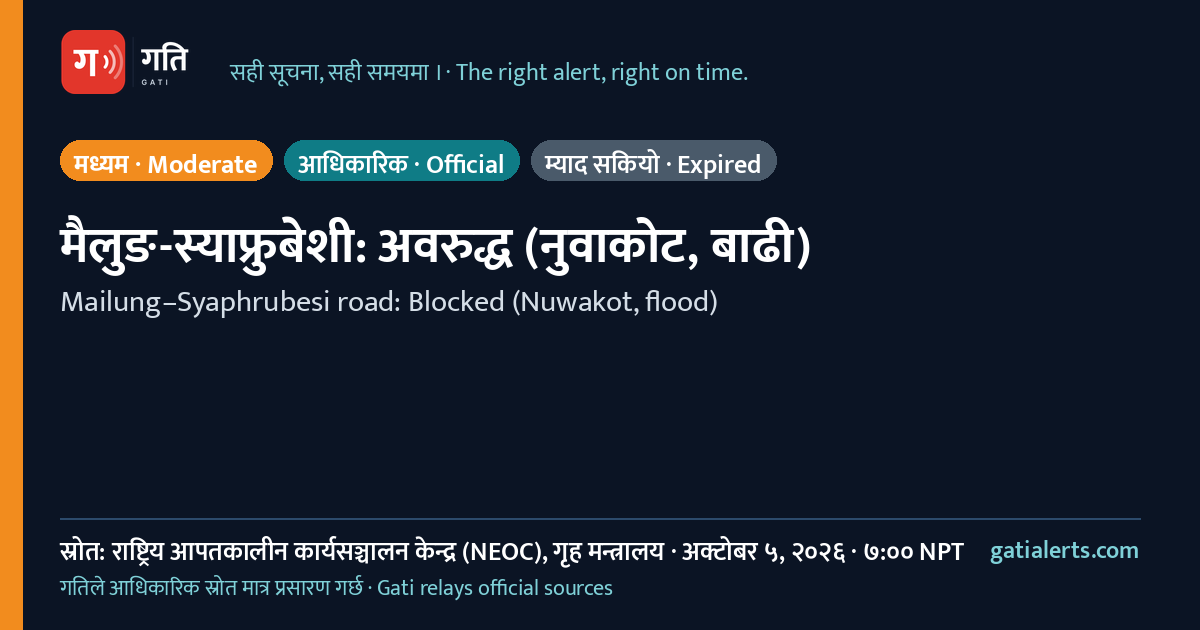 ग गति
GATI
सही सूचना, सही समयमा । · The right alert, right on time.
मध्यम · Moderate आधिकारिक · Official म्याद सकियो · Expired
मैलुङ-स्याफ्रुबेशी: अवरुद्ध (नुवाकोट, बाढी)
Mailung–Syaphrubesi road: Blocked (Nuwakot, flood)
स्रोत: राष्ट्रिय आपतकालीन कार्यसञ्चालन केन्द्र (NEOC), गृह मन्त्रालय · अक्टोबर ५, २०२६ · ७:०० NPT gatialerts.com
गतिले आधिकारिक स्रोत मात्र प्रसारण गर्छ · Gati relays official sources